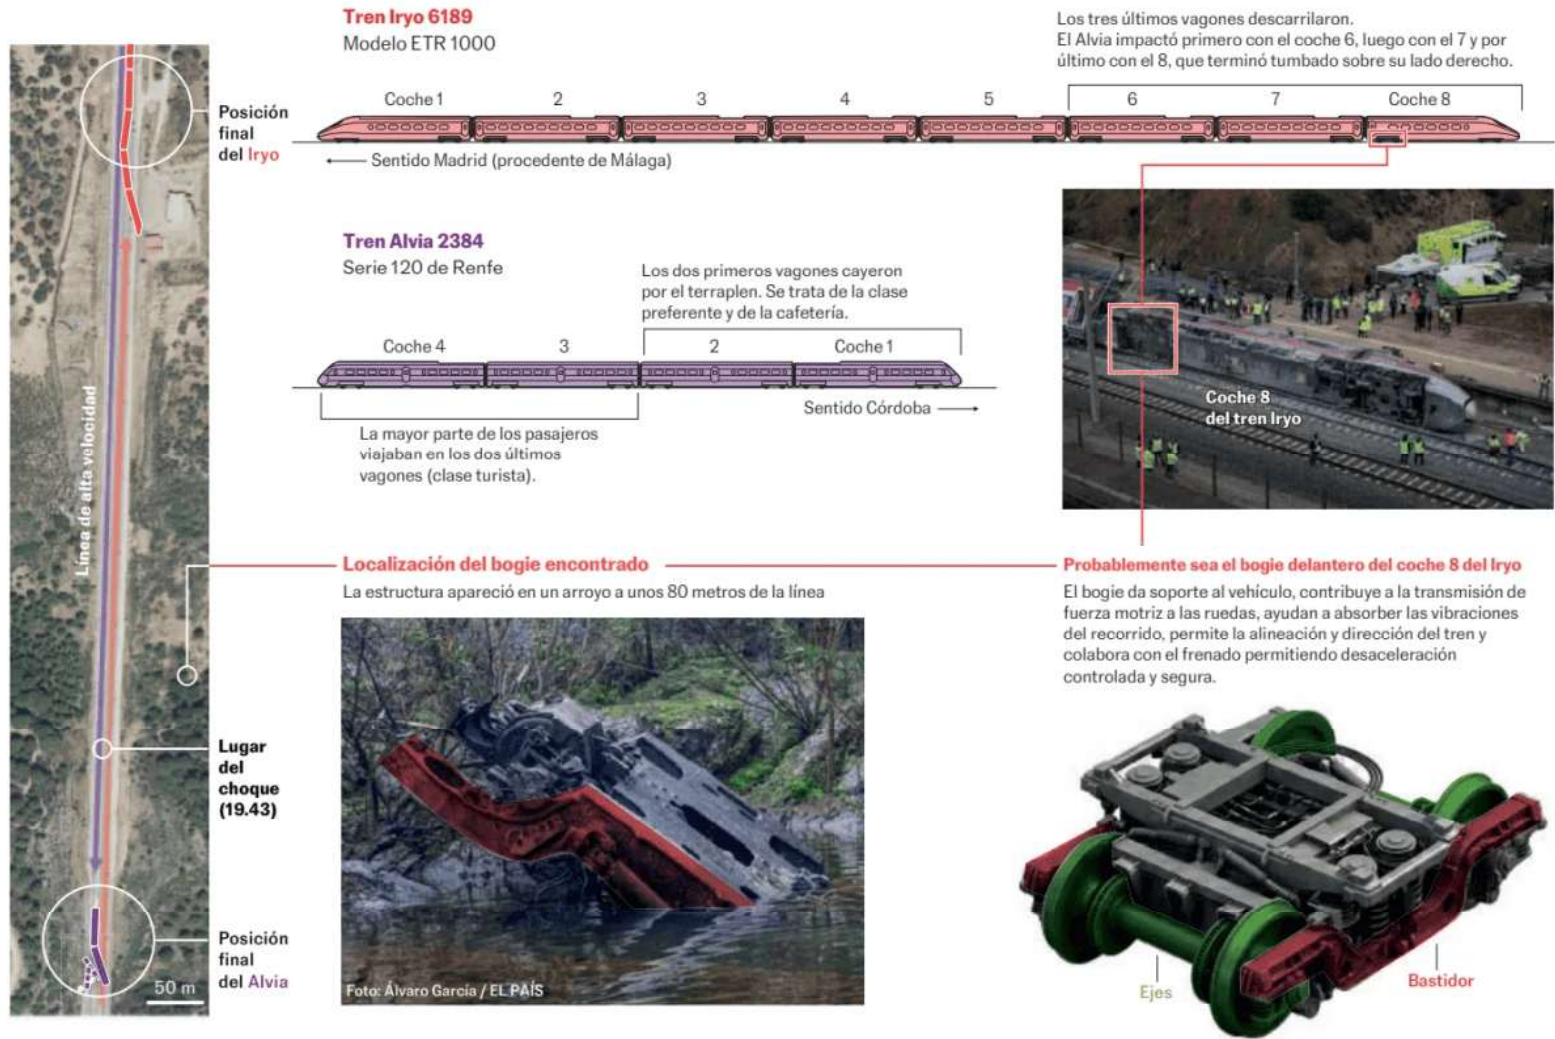 Tren Iryo 6189
Modelo ETR 1000
Los tres últimos vagones descarrilaron.
El Alvia impactó primero con el coche 6, luego con el 7 y por
último con el 8, que terminó tumbado sobre su lado derecho.
Coche 1
2
3
4
5
6
7
Coche 8
Sentido Madrid (procedente de Málaga)
Posición
final
del Iryo
Tren Alvia 2384
Serie 120 de Renfe
Los dos primeros vagones cayeron
por el terraplen. Se trata de la clase
preferente y de la cafetería.
Coche 4
3
2
Coche 1
Sentido Córdoba
La mayor parte de los pasajeros
viajaban en los dos últimos
vagones (clase turista).
Coche 8
del tren Iryo
Línea de alta velocidad
Localización del bogie encontrado
La estructura apareció en un arroyo a unos 80 metros de la línea
Probablemente sea el bogie delantero del coche 8 del Iryo
El bogie da soporte al vehículo, contribuye a la transmisión de
fuerza motriz a las ruedas, ayudan a absorber las vibraciones
del recorrido, permite la alineación y dirección del tren y
colabora con el frenado permitiendo desaceleración
controlada y segura.
Lugar
del
choque
(19.43)
Posición
final
del Alvia
50 m
Foto: Álvaro García / EL PAÍS
Ejes
Bastidor